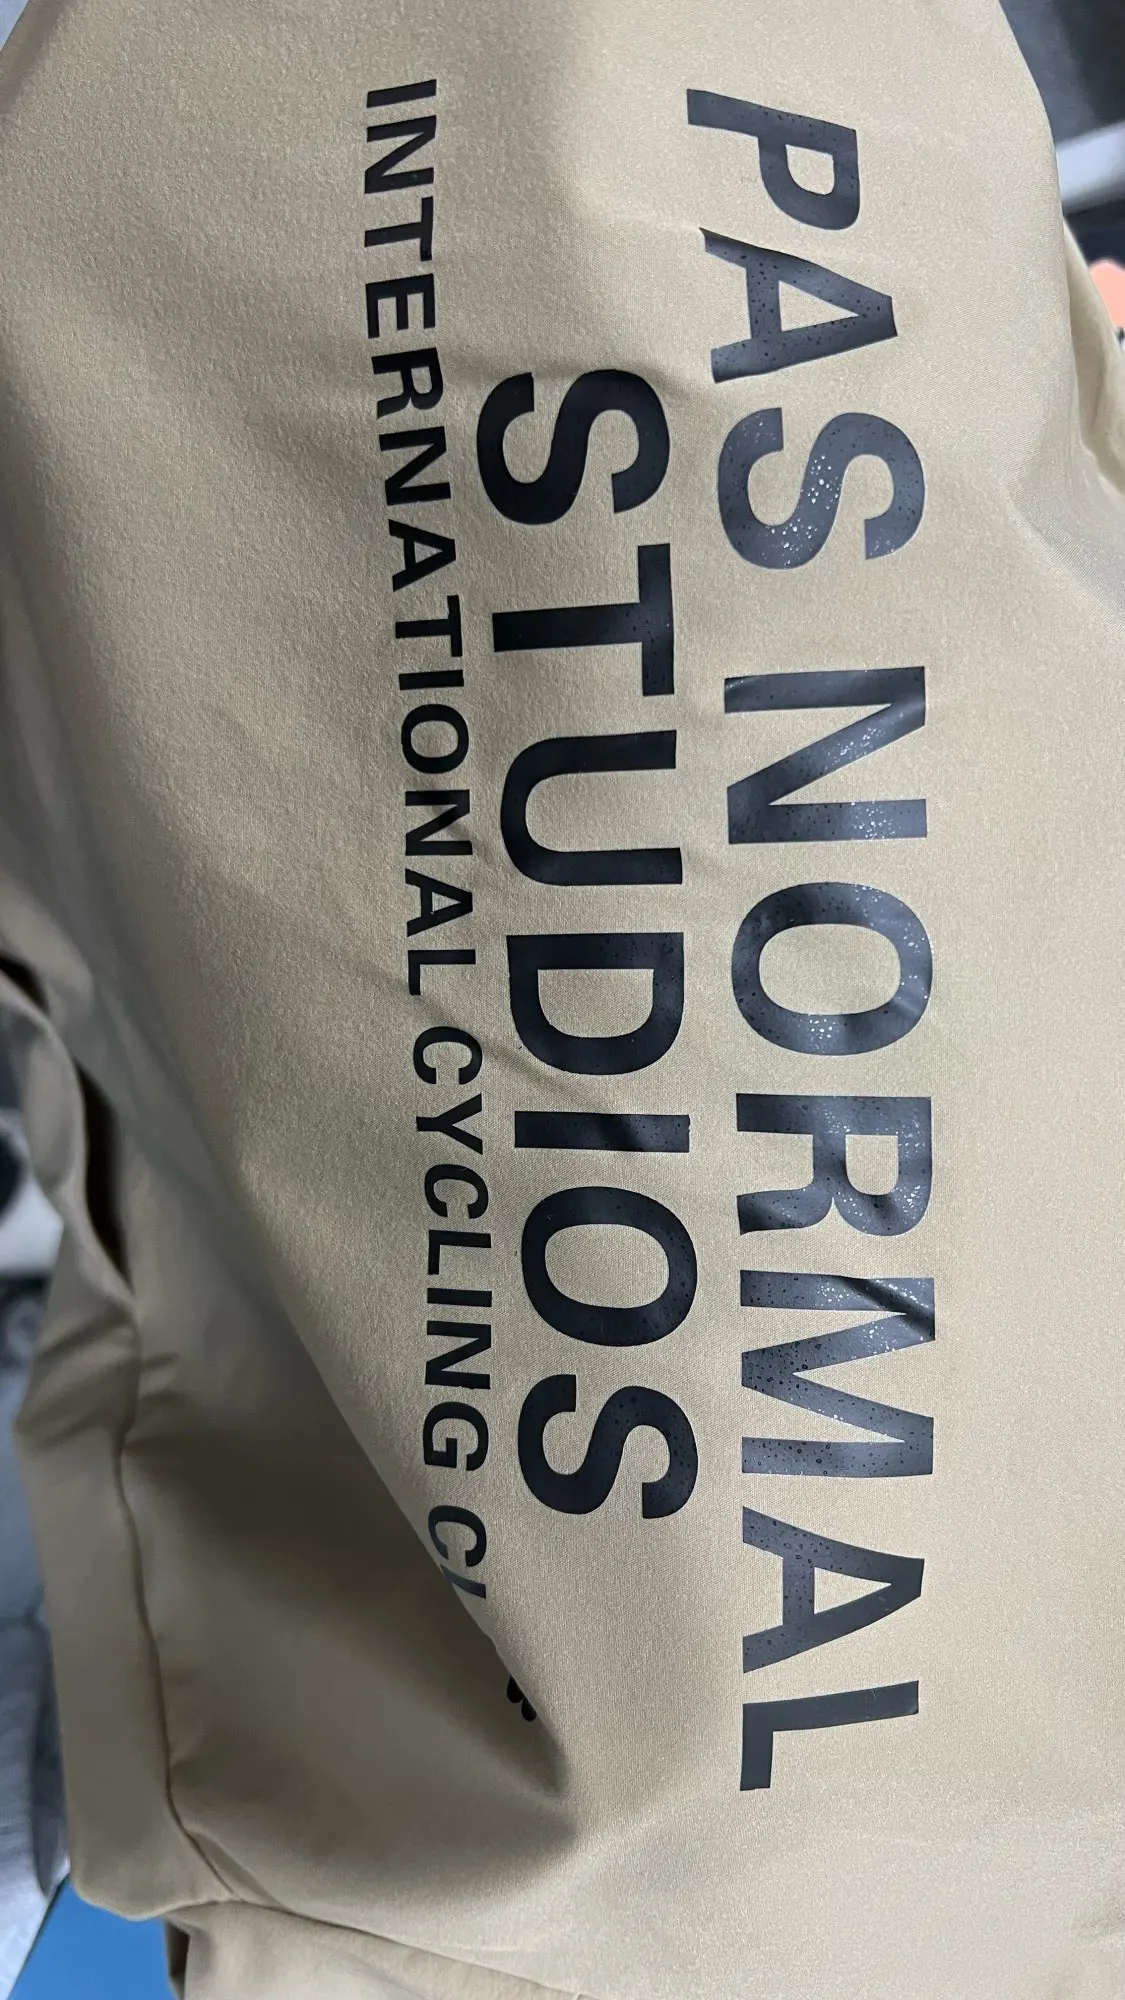 PAS NORMAL
STUDIOS
INTERNATIONAL CYCLING